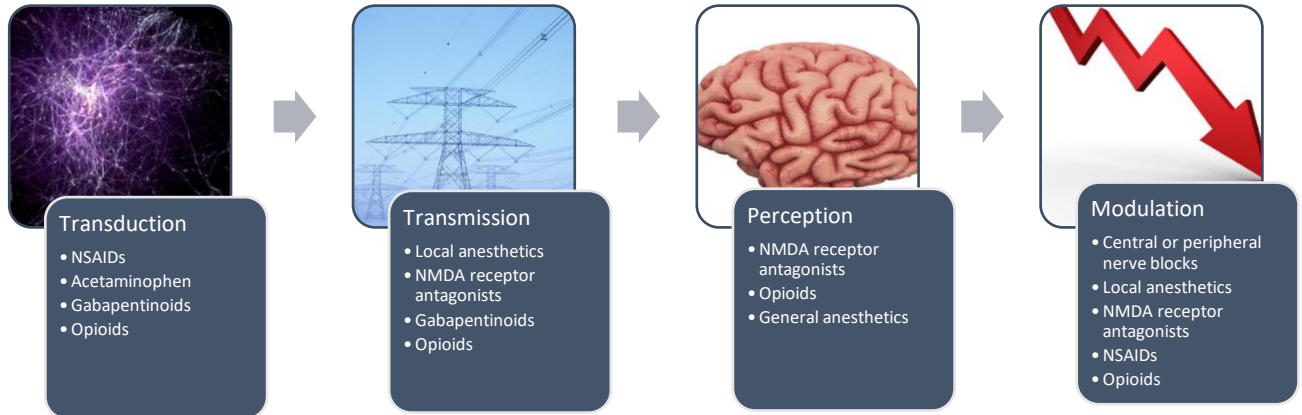 Transduction
• NSAIDs
• Acetaminophen
• Gabapentinoids
• Opioids
Transmission
• Local anesthetics
• NMDA receptor
antagonists
• Gabapentinoids
• Opioids
Perception
• NMDA receptor
antagonists
• Opioids
• General anesthetics
Modulation
• Central or peripheral
nerve blocks
• Local anesthetics
• NMDA receptor
antagonists
• NSAIDs
• Opioids